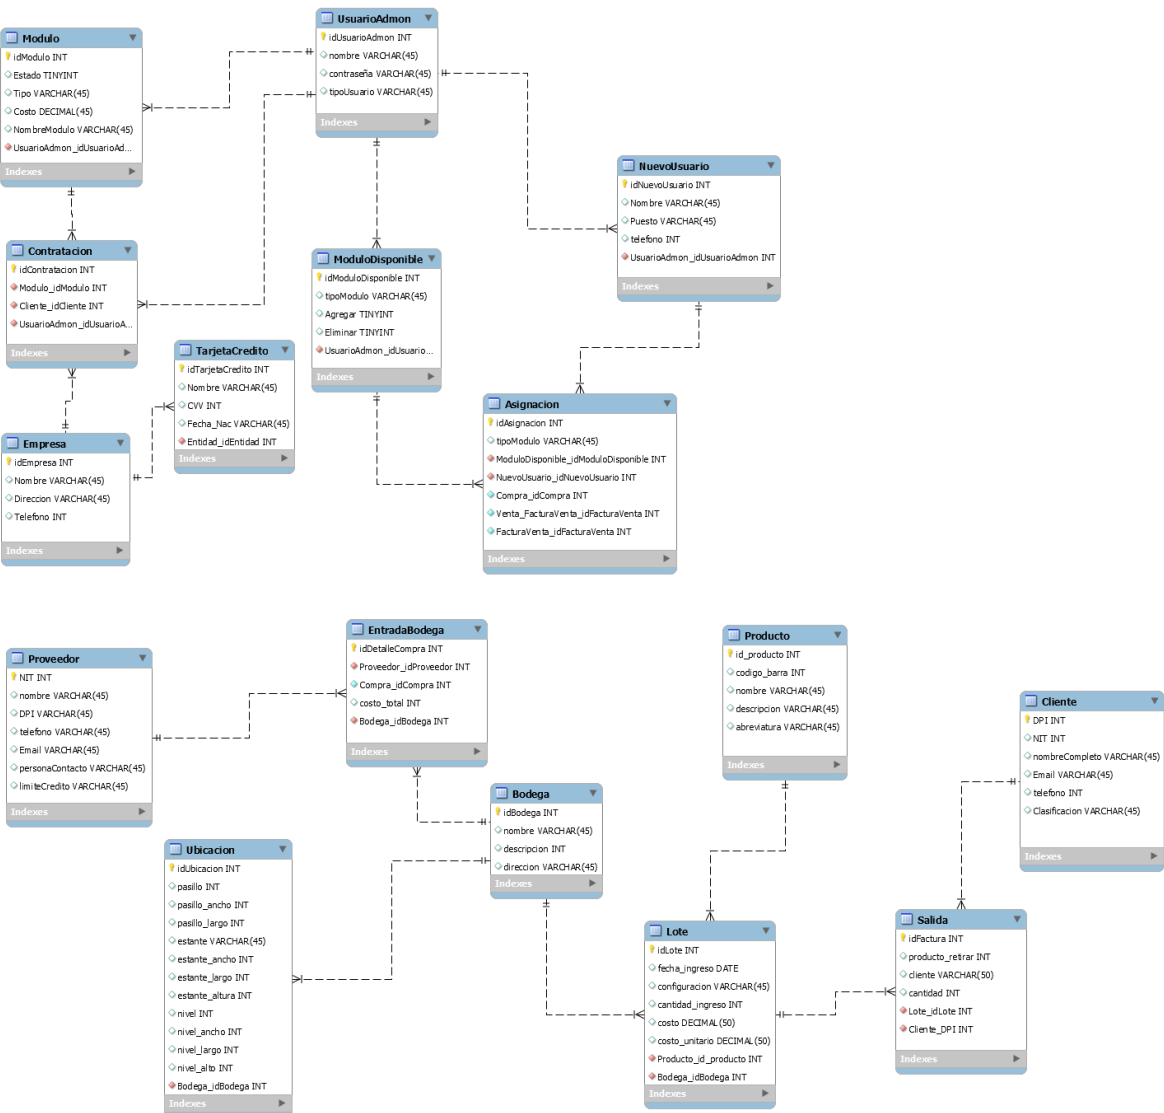 UsuarioAdmon
idUsuarioAdmon INT
nombre VARCHAR(45)
contraseña VARCHAR(45)
tipoUsuario VARCHAR(45)
Indexes
Modulo
idModulo INT
Estado TINYINT
Tipo VARCHAR(45)
Costo DECIMAL(45)
NombreModulo VARCHAR(45)
UsuarioAdmon_idUsuarioAd...
Indexes
NuevoUsuario
idNuevoUsuario INT
Nombre VARCHAR(45)
Puesto VARCHAR(45)
telefono INT
UsuarioAdmon_idUsuarioAdmon INT
Indexes
Contratacion
idContratacion INT
Modulo_idModulo INT
Cliente_idCliente INT
UsuarioAdmon_idUsuarioA...
Indexes
ModuloDisponible
idModuloDisponible INT
tipoModulo VARCHAR(45)
Agregar TINYINT
Eliminar TINYINT
UsuarioAdmon_idUsuario...
Indexes
TarjetaCredito
idTarjetaCredito INT
Nombre VARCHAR(45)
CVV INT
Fecha_Nac VARCHAR(45)
Entidad_idEntidad INT
Indexes
Asignacion
idAsignacion INT
tipoModulo VARCHAR(45)
ModuloDisponible_idModuloDisponible INT
NuevoUsuario_idNuevoUsuario INT
Compra_idCompra INT
Venta_FacturaVenta_idFacturaVenta INT
FacturaVenta_idFacturaVenta INT
Indexes
Empresa
idEmpresa INT
Nombre VARCHAR(45)
Direccion VARCHAR(45)
Telefono INT
Indexes
EntradaBodega
idDetalleCompra INT
Proveedor_idProveedor INT
Compra_idCompra INT
costo_total INT
Bodega_idBodega INT
Indexes
Producto
id_producto INT
codigo_barra INT
nombre VARCHAR(45)
descripcion VARCHAR(45)
abreviatura VARCHAR(45)
Indexes
Proveedor
NIT INT
nombre VARCHAR(45)
DPI VARCHAR(45)
telefono VARCHAR(45)
Email VARCHAR(45)
personaContacto VARCHAR(45)
limiteCredito VARCHAR(45)
Indexes
Cliente
DPI INT
NIT INT
nombreCompleto VARCHAR(45)
Email VARCHAR(45)
telefono INT
Clasificacion VARCHAR(45)
Indexes
Bodega
idBodega INT
nombre VARCHAR(45)
descripcion INT
direccion VARCHAR(45)
Indexes
Ubicacion
idUbicacion INT
pasillo INT
pasillo_ancho INT
pasillo_largo INT
estante VARCHAR(45)
estante_ancho INT
estante_largo INT
estante_altura INT
nivel INT
nivel_ancho INT
nivel_largo INT
nivel_alto INT
Bodega_idBodega INT
Indexes
Lote
idLote INT
fecha_ingreso DATE
configuracion VARCHAR(45)
cantidad_ingreso INT
costo DECIMAL(50)
costo_unitario DECIMAL(50)
Producto_id_producto INT
Bodega_idBodega INT
Indexes
Salida
idFactura INT
producto_retirar INT
cliente VARCHAR(50)
cantidad INT
Lote_idLote INT
Cliente_DPI INT
Indexes